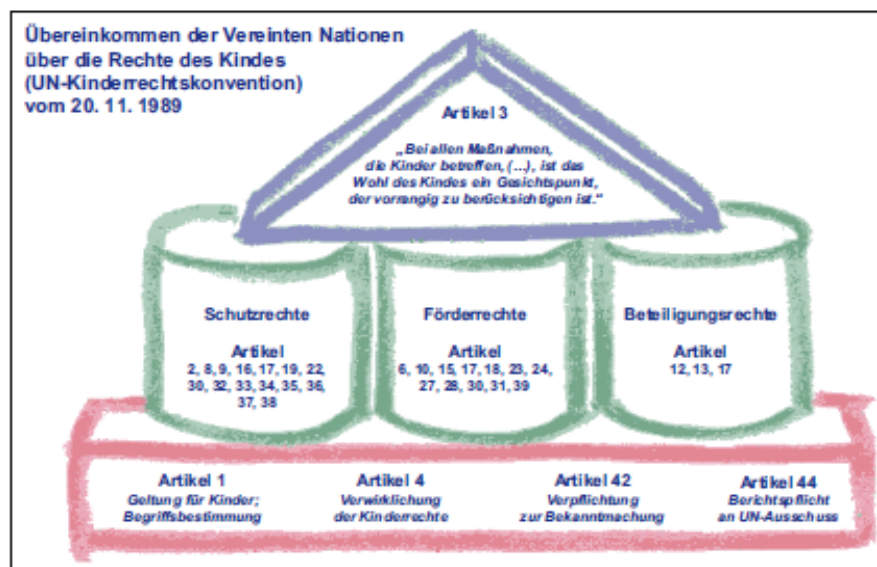 Übereinkommen der Vereinten Nationen
über die Rechte des Kindes
(UN-Kinderrechtskonvention)
vom 20. 11. 1989
Artikel 3
„Bei allen Maßnahmen,
die Kinder betreffen, (...), ist das
Wohl des Kindes ein Gesichtspunkt,
der vorrangig zu berücksichtigen ist.“
Schutzrechte
Artikel
2, 8, 9, 16, 17, 19, 22,
30, 32, 33, 34, 35, 36,
37, 38
Förderrechte
Artikel
6, 10, 15, 17, 18, 23, 24,
27, 28, 30, 31, 39
Beteiligungsrechte
Artikel
12, 13, 17
Artikel 1
Geltung für Kinder;
Begriffsbestimmung
Artikel 4
Verwirklichung
der Kinderrechte
Artikel 42
Verpflichtung
zur Bekanntmachung
Artikel 44
Berichtspflicht
an UN-Ausschuss